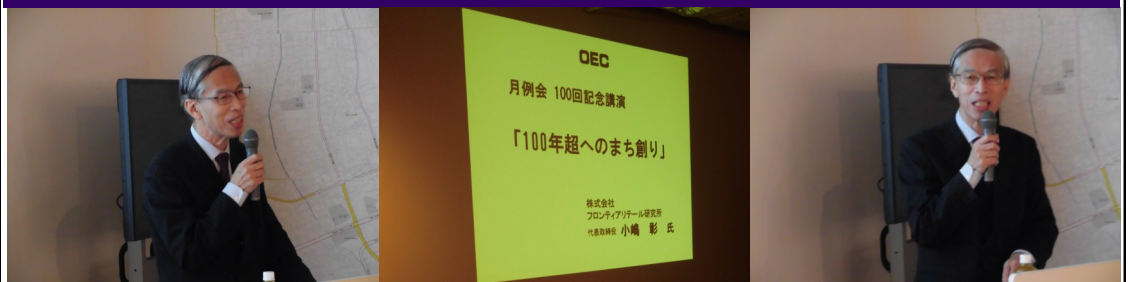 OEC
月例会 100回記念講演
「100年超へのまち創り」
株式会社
フロンティアリテール研究所
代表取締役 小嶋 彰 氏